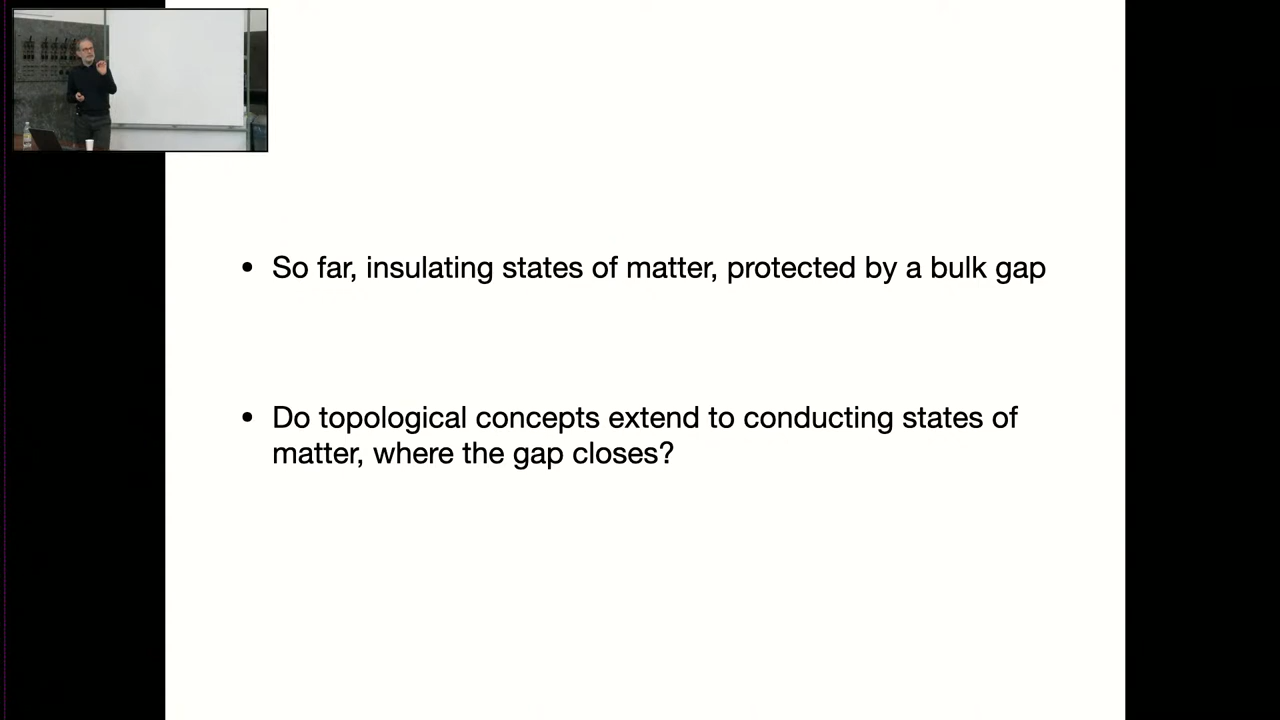 • So far, insulating states of matter, protected by a bulk gap
• Do topological concepts extend to conducting states of
matter, where the gap closes?